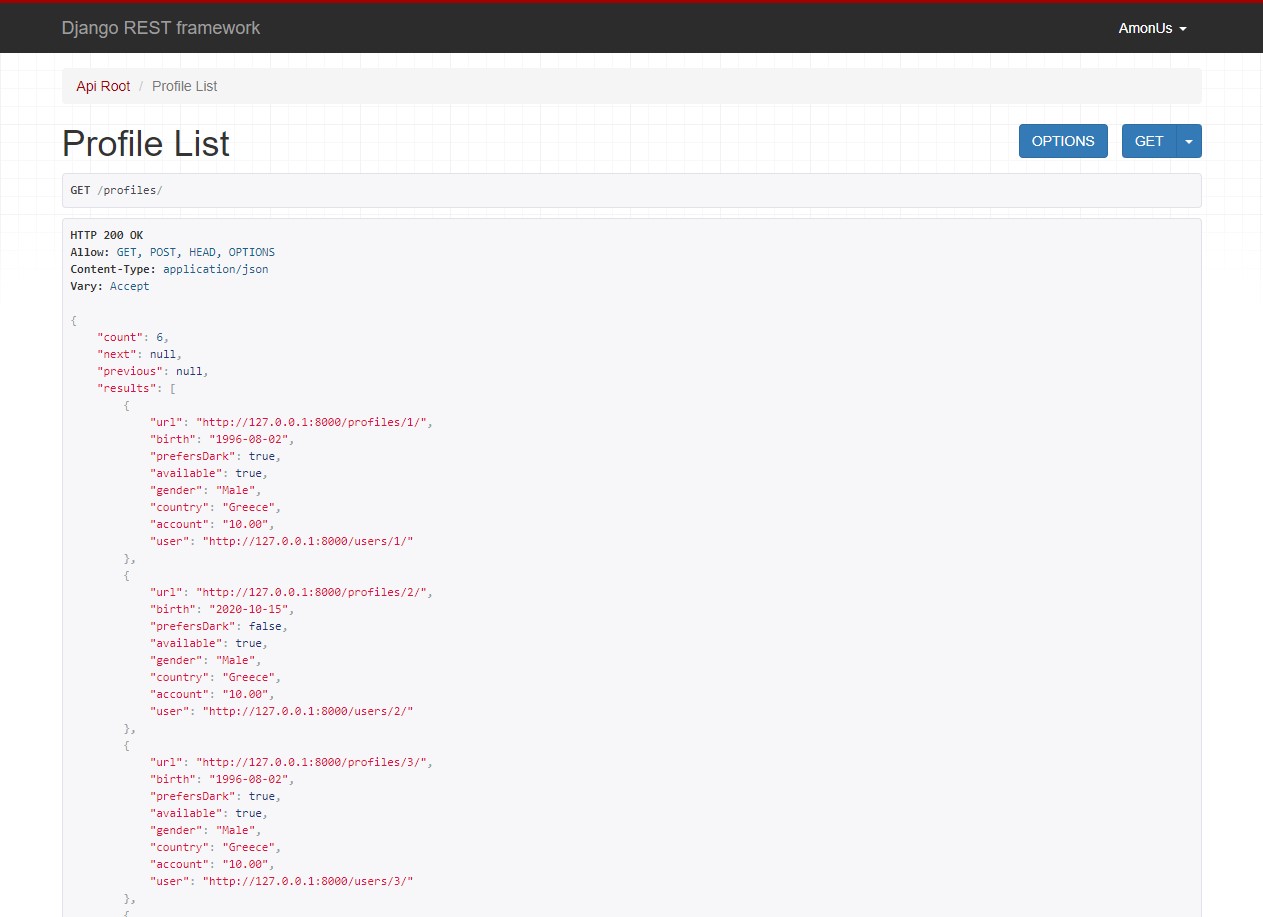 Django REST framework
AmonUs
Api Root / Profile List
Profile List
OPTIONS
GET
GET /profiles/
HTTP 200 OK
Allow: GET, POST, HEAD, OPTIONS
Content-Type: application/json
Vary: Accept
{
    "count": 6,
    "next": null,
    "previous": null,
    "results": [
        {
            "url": "http://127.0.0.1:8000/profiles/1/",
            "birth": "1996-08-02",
            "prefersDark": true,
            "available": true,
            "gender": "Male",
            "country": "Greece",
            "account": "10.00",
            "user": "http://127.0.0.1:8000/users/1/"
        },
        {
            "url": "http://127.0.0.1:8000/profiles/2/",
            "birth": "2020-10-15",
            "prefersDark": false,
            "available": true,
            "gender": "Male",
            "country": "Greece",
            "account": "10.00",
            "user": "http://127.0.0.1:8000/users/2/"
        },
        {
            "url": "http://127.0.0.1:8000/profiles/3/",
            "birth": "1996-08-02",
            "prefersDark": true,
            "available": true,
            "gender": "Male",
            "country": "Greece",
            "account": "10.00",
            "user": "http://127.0.0.1:8000/users/3/"
        },
        {